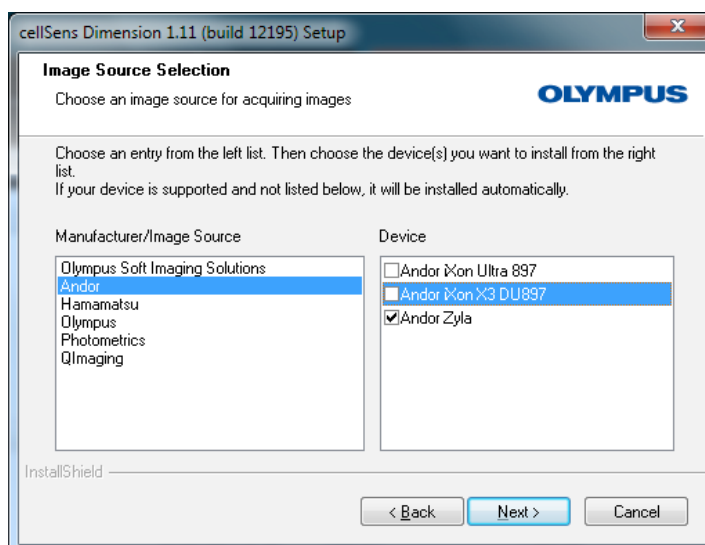 cellSens Dimension 1.11 (build 12195) Setup
Image Source Selection
Choose an image source for acquiring images
OLYMPUS
Choose an entry from the left list. Then choose the device(s) you want to install from the right
list.
If your device is supported and not listed below, it will be installed automatically.
Manufacturer/Image Source
Device
Olympus Soft Imaging Solutions
Andor
Hamamatsu
Olympus
Photometrics
QImaging
Andor iXon Ultra 897
Andor iXon X3 DU897
Andor Zyla
InstallShield
< Back
Next >
Cancel